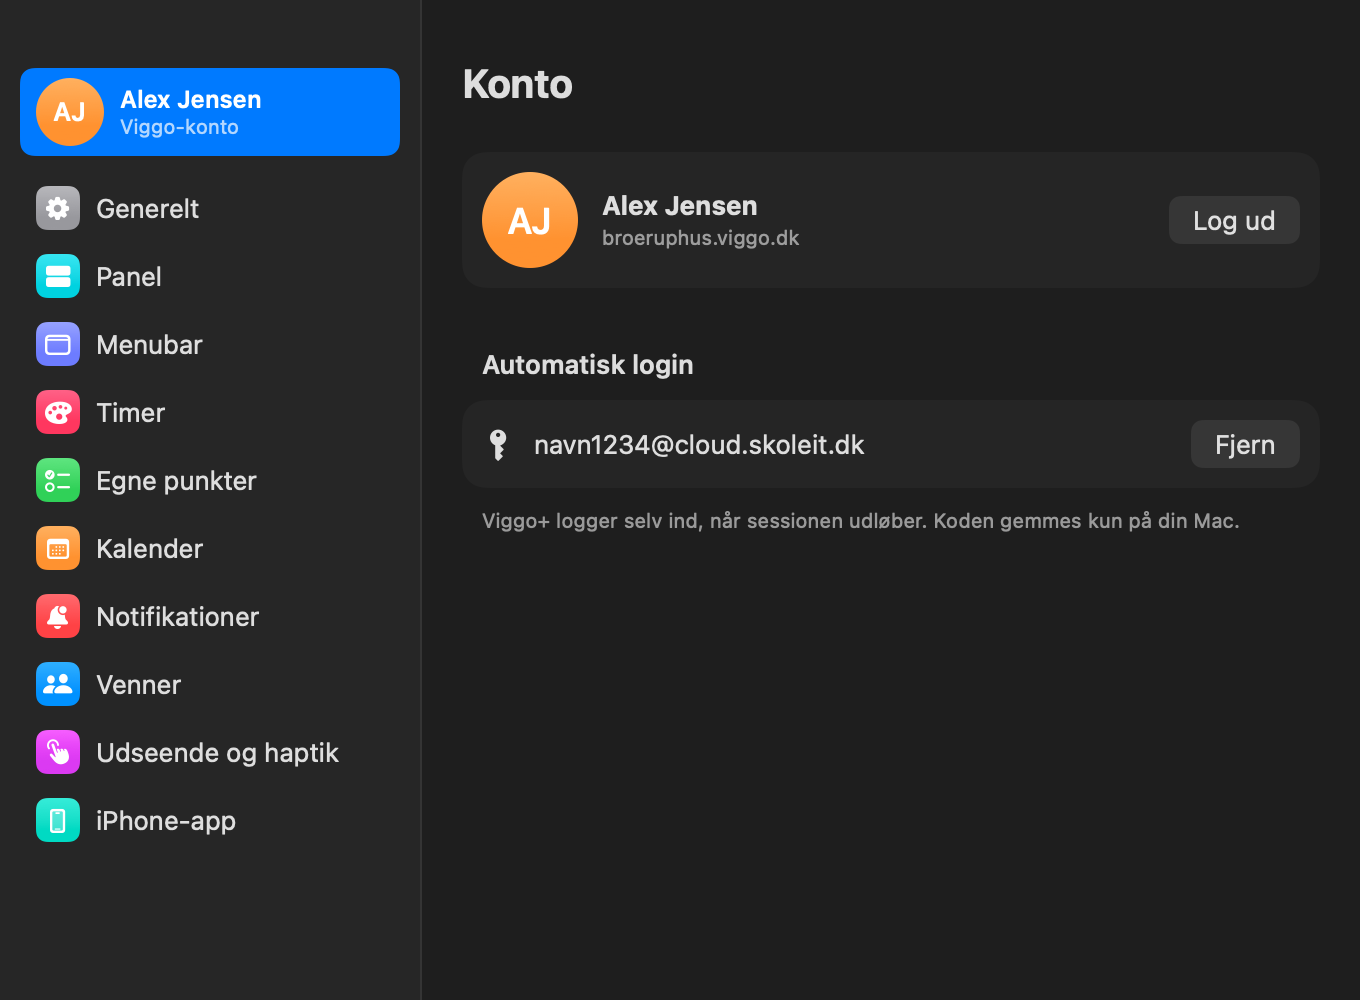 AJ
Alex Jensen
Viggo-konto
Generelt
Panel
Menubar
Timer
Egne punkter
Kalender
Notifikationer
Venner
Udseende og haptik
iPhone-app
Konto
AJ
Alex Jensen
broeruphus.viggo.dk
Log ud
Automatisk login
navn1234@cloud.skoleit.dk
Fjern
Viggo+ logger selv ind, når sessionen udløber. Koden gemmes kun på din Mac.